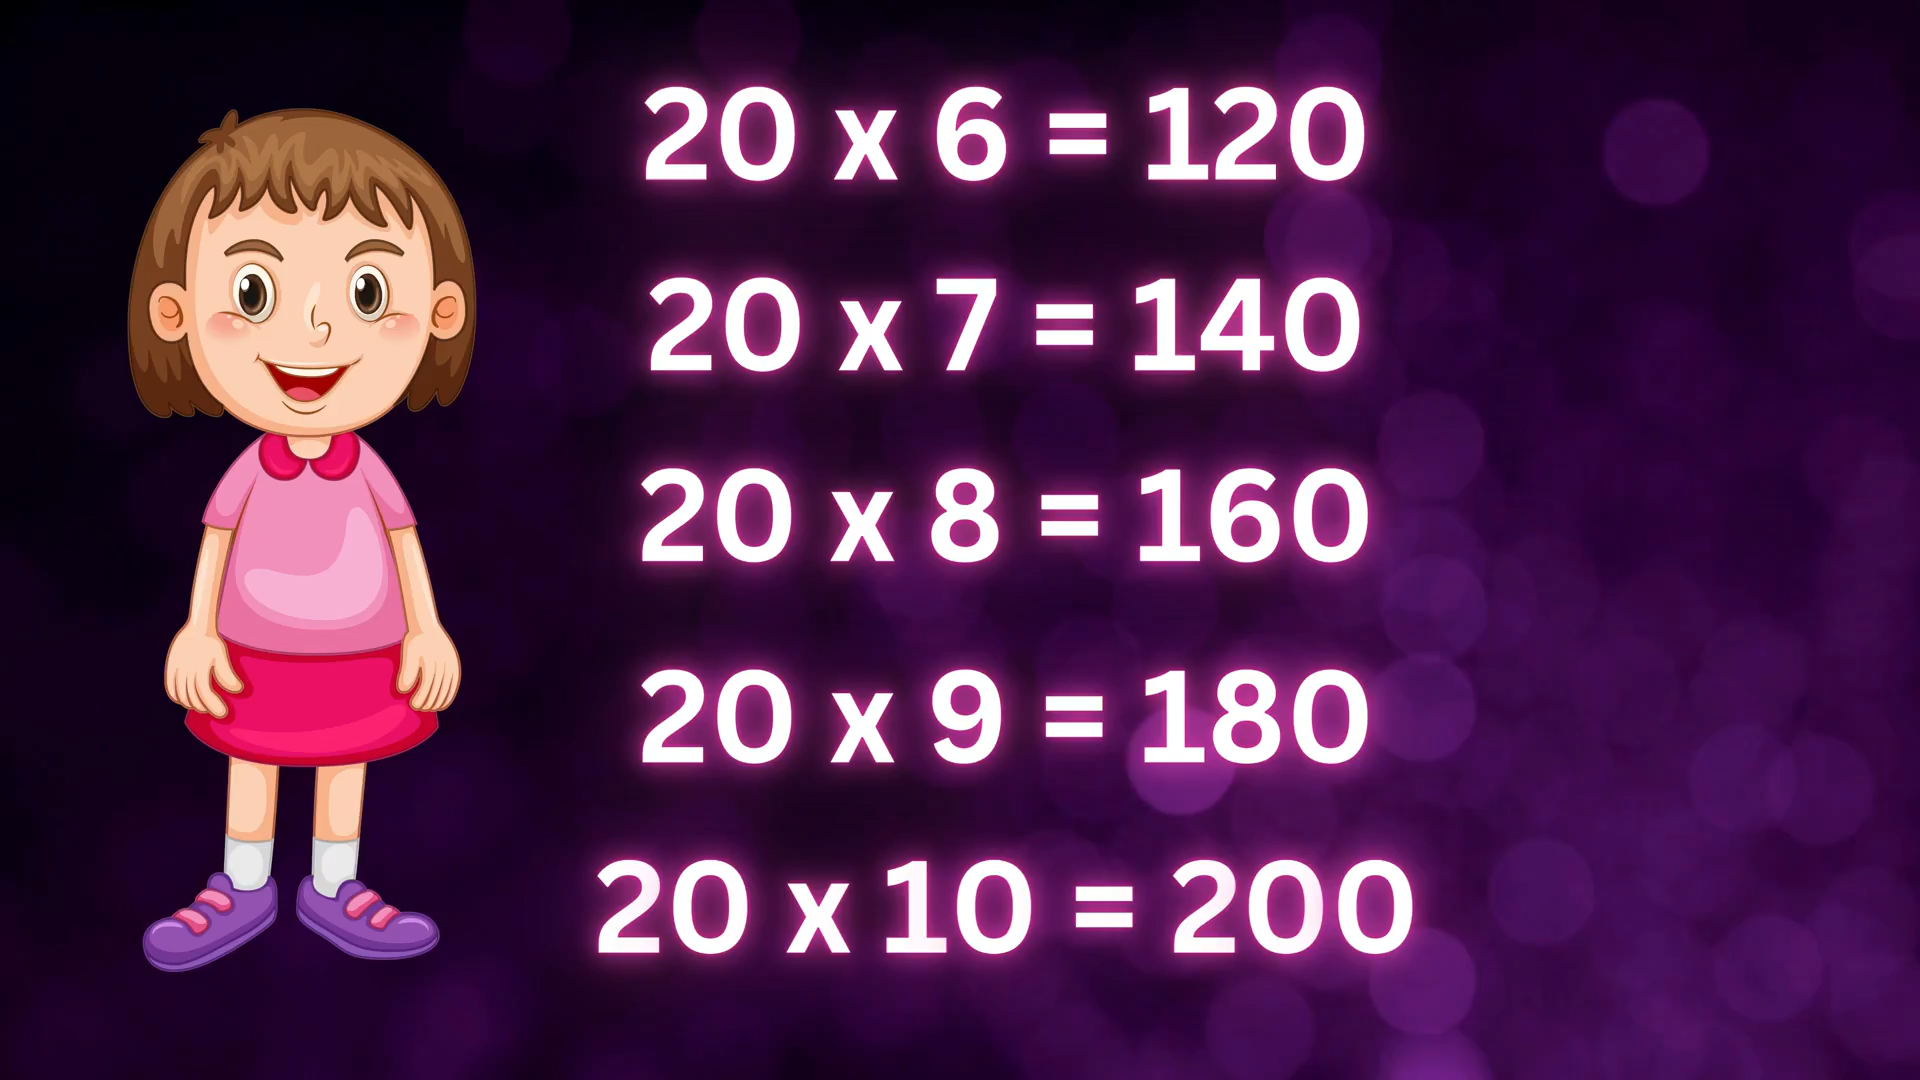 20 x 6 = 120
20 x 7 = 140
20 x 8 = 160
20 x 9 = 180
20 x 10 = 200